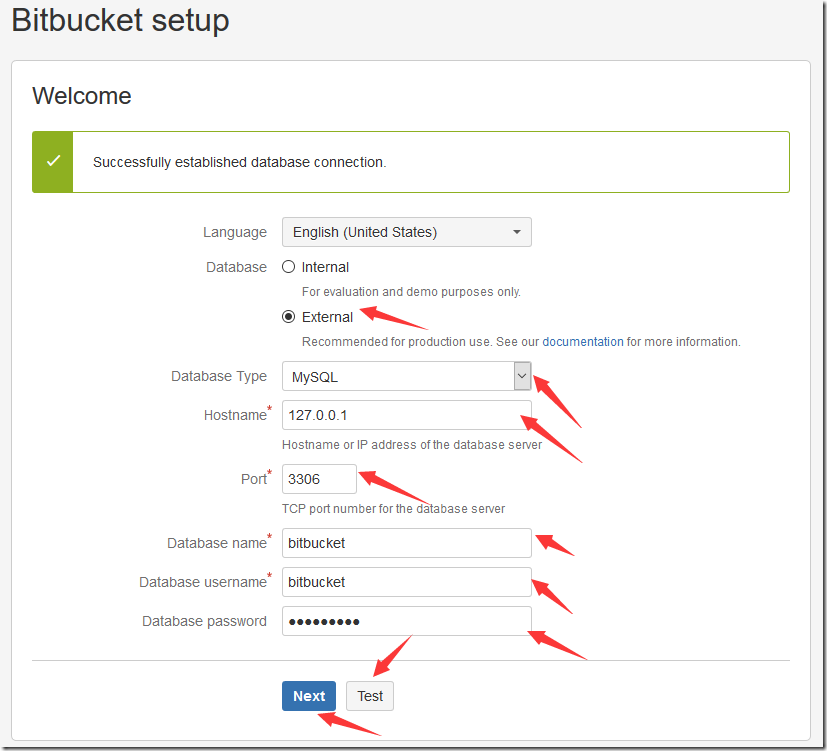 Bitbucket setup
Welcome
Successfully established database connection.
Language English (United States)
Database Internal
For evaluation and demo purposes only.
External
Recommended for production use. See our documentation for more information.
Database Type MySQL
Hostname* 127.0.0.1
Hostname or IP address of the database server
Port* 3306
TCP port number for the database server
Database name* bitbucket
Database username* bitbucket
Database password ●●●●●●●●●
Next Test